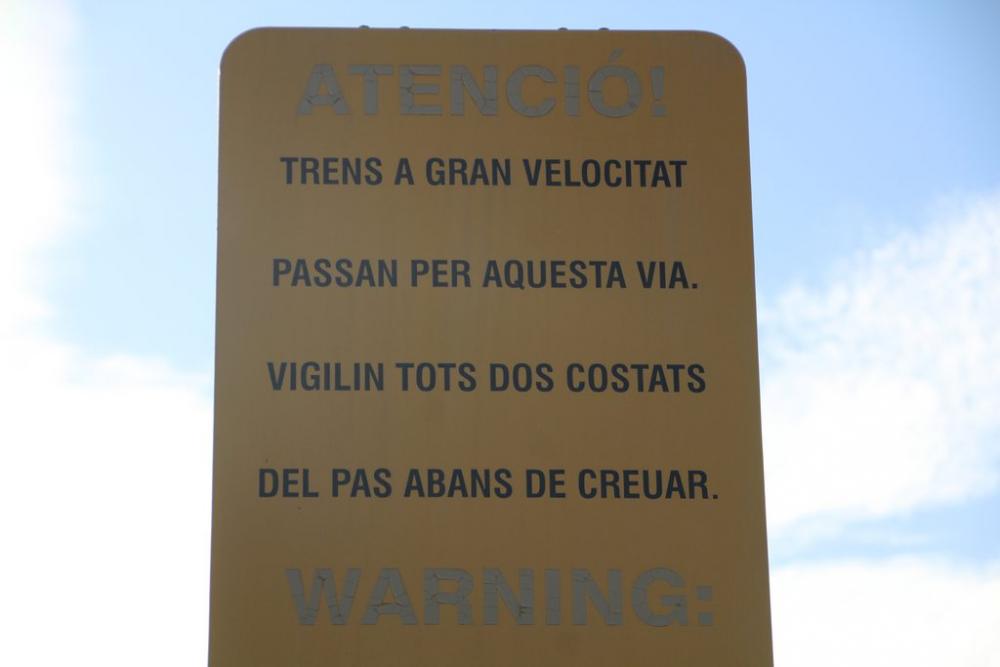 ATENCIÓ!
TRENS A GRAN VELOCITAT
PASSAN PER AQUESTA VIA.
VIGILIN TOTS DOS COSTATS
DEL PAS ABANS DE CREUAR.
WARNING: